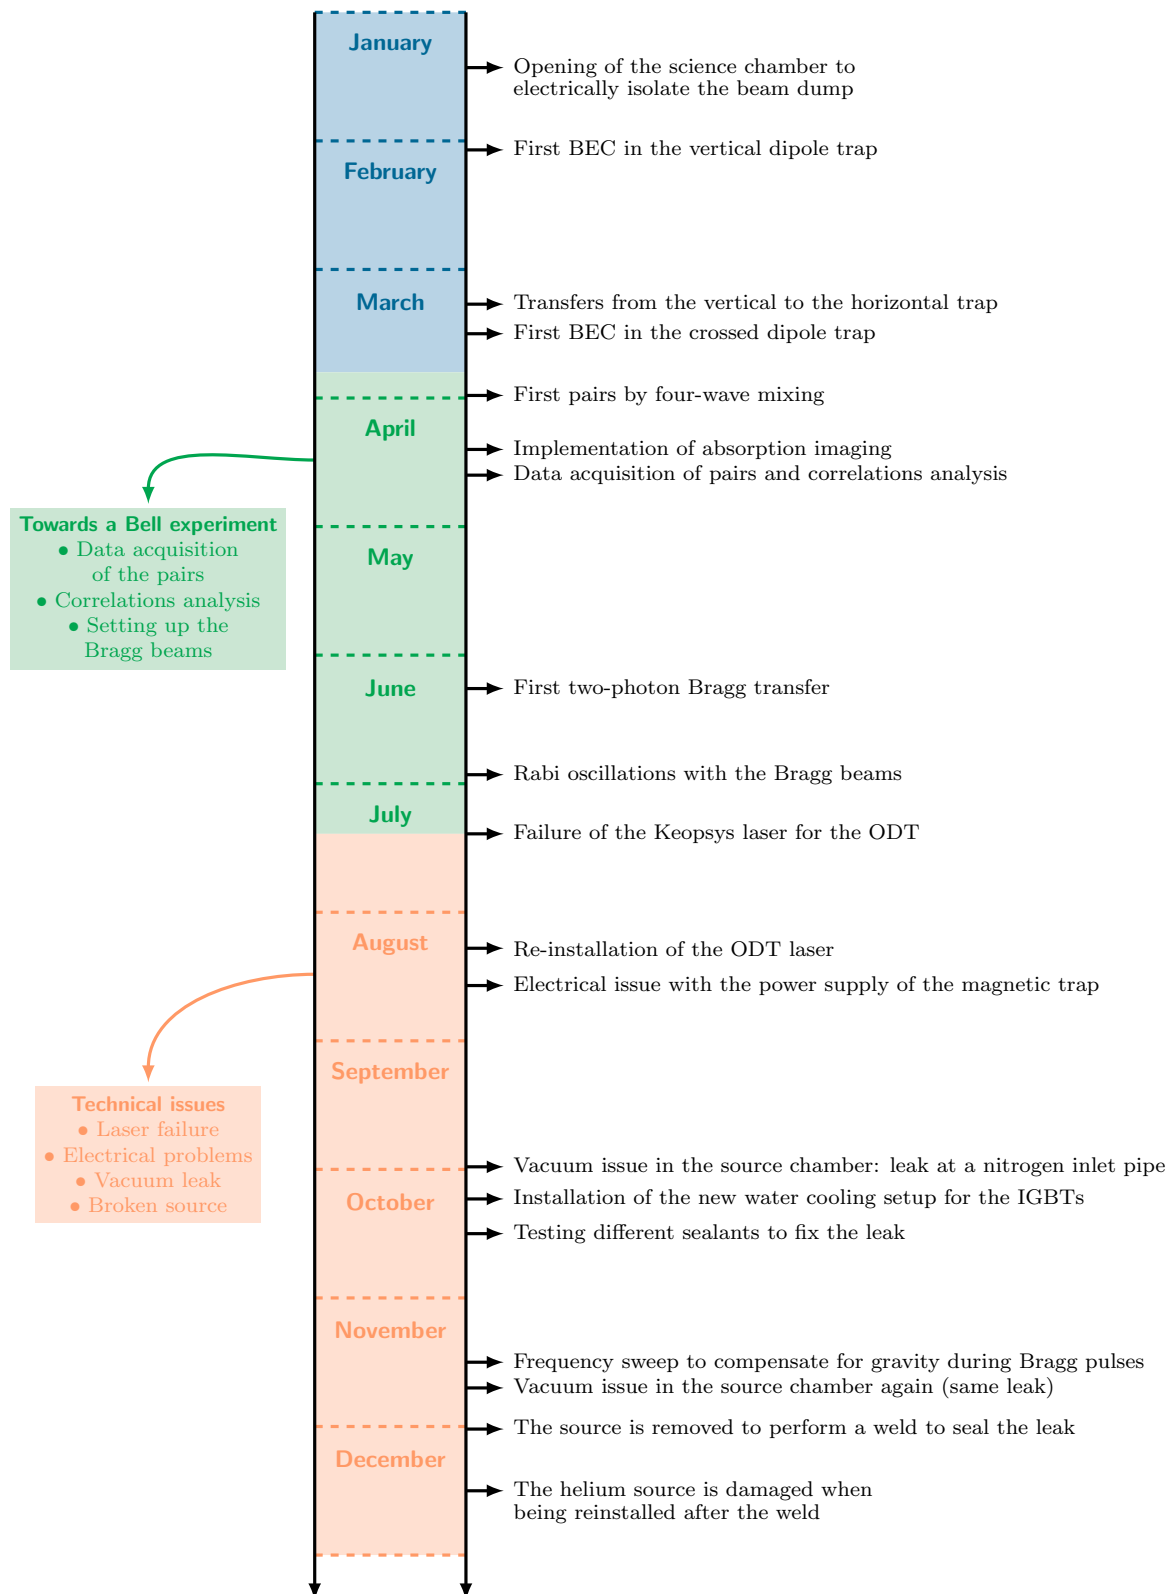 January
Opening of the science chamber to
electrically isolate the beam dump
First BEC in the vertical dipole trap
February
March
Transfers from the vertical to the horizontal trap
First BEC in the crossed dipole trap
First pairs by four-wave mixing
April
Implementation of absorption imaging
Data acquisition of pairs and correlations analysis
Towards a Bell experiment
• Data acquisition
of the pairs
• Correlations analysis
• Setting up the
Bragg beams
May
June
First two-photon Bragg transfer
Rabi oscillations with the Bragg beams
July
Failure of the Keopsys laser for the ODT
August
Re-installation of the ODT laser
Electrical issue with the power supply of the magnetic trap
September
Technical issues
• Laser failure
• Electrical problems
• Vacuum leak
• Broken source
Vacuum issue in the source chamber: leak at a nitrogen inlet pipe
October
Installation of the new water cooling setup for the IGBTs
Testing different sealants to fix the leak
November
Frequency sweep to compensate for gravity during Bragg pulses
Vacuum issue in the source chamber again (same leak)
The source is removed to perform a weld to seal the leak
December
The helium source is damaged when
being reinstalled after the weld